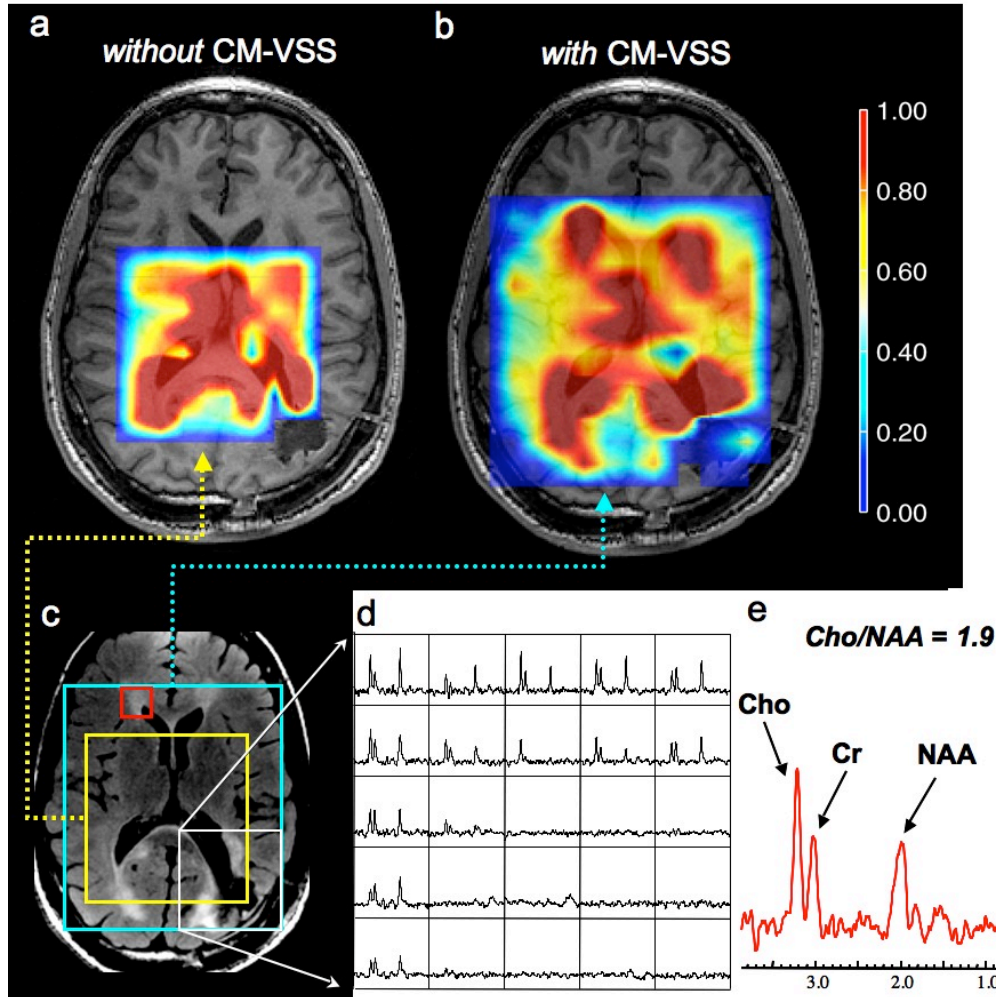 a
without CM-VSS
b
with CM-VSS
1.00
0.80
0.60
0.40
0.20
0.00
c
d
e
Cho/NAA = 1.9
Cho
Cr
NAA
3.0
2.0
1.0